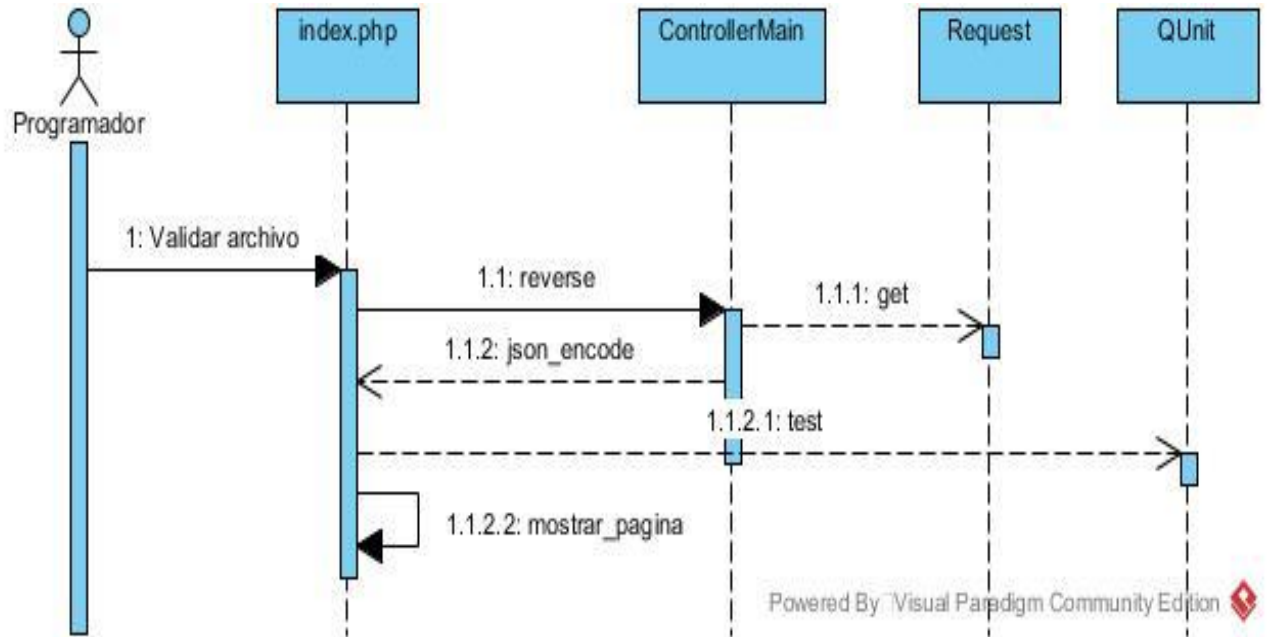 index.php
ControllerMain
Request
QUnit
Programador
1: Validar archivo
1.1: reverse
1.1.1: get
1.1.2: json_encode
1.1.2.1: test
1.1.2.2: mostrar_pagina
Powered By Visual Paradigm Community Edition